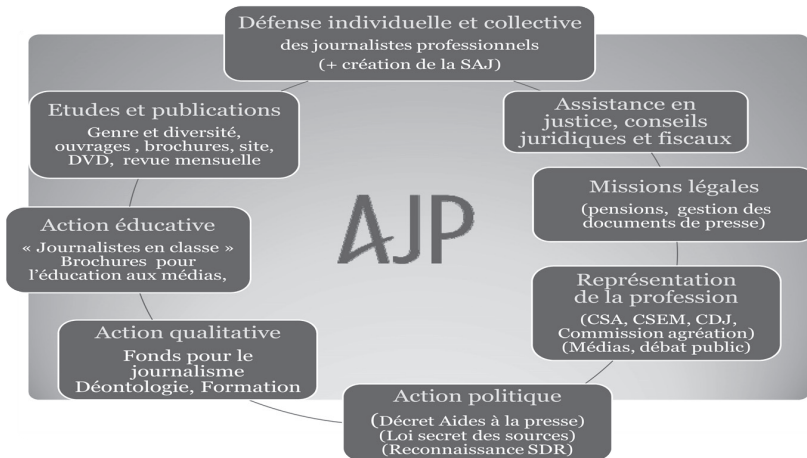 Défense individuelle et collective
des journalistes professionnels
(+ création de la SAJ)
Assistance en
justice, conseils
juridiques et fiscaux
Missions légales
(pensions, gestion des
documents de presse)
Représentation
de la profession
(CSA, CSEM, CDJ,
Commission agréation)
(Médias, débat public)
Action politique
(Décret Aides à la presse)
(Loi secret des sources)
(Reconnaissance SDR)
Action qualitative
Fonds pour le
journalisme
Déontologie, Formation
Action éducative
« Journalistes en classe »
Brochures pour
l’éducation aux médias,
Etudes et publications
Genre et diversité,
ouvrages , brochures, site,
DVD, revue mensuelle
AJP